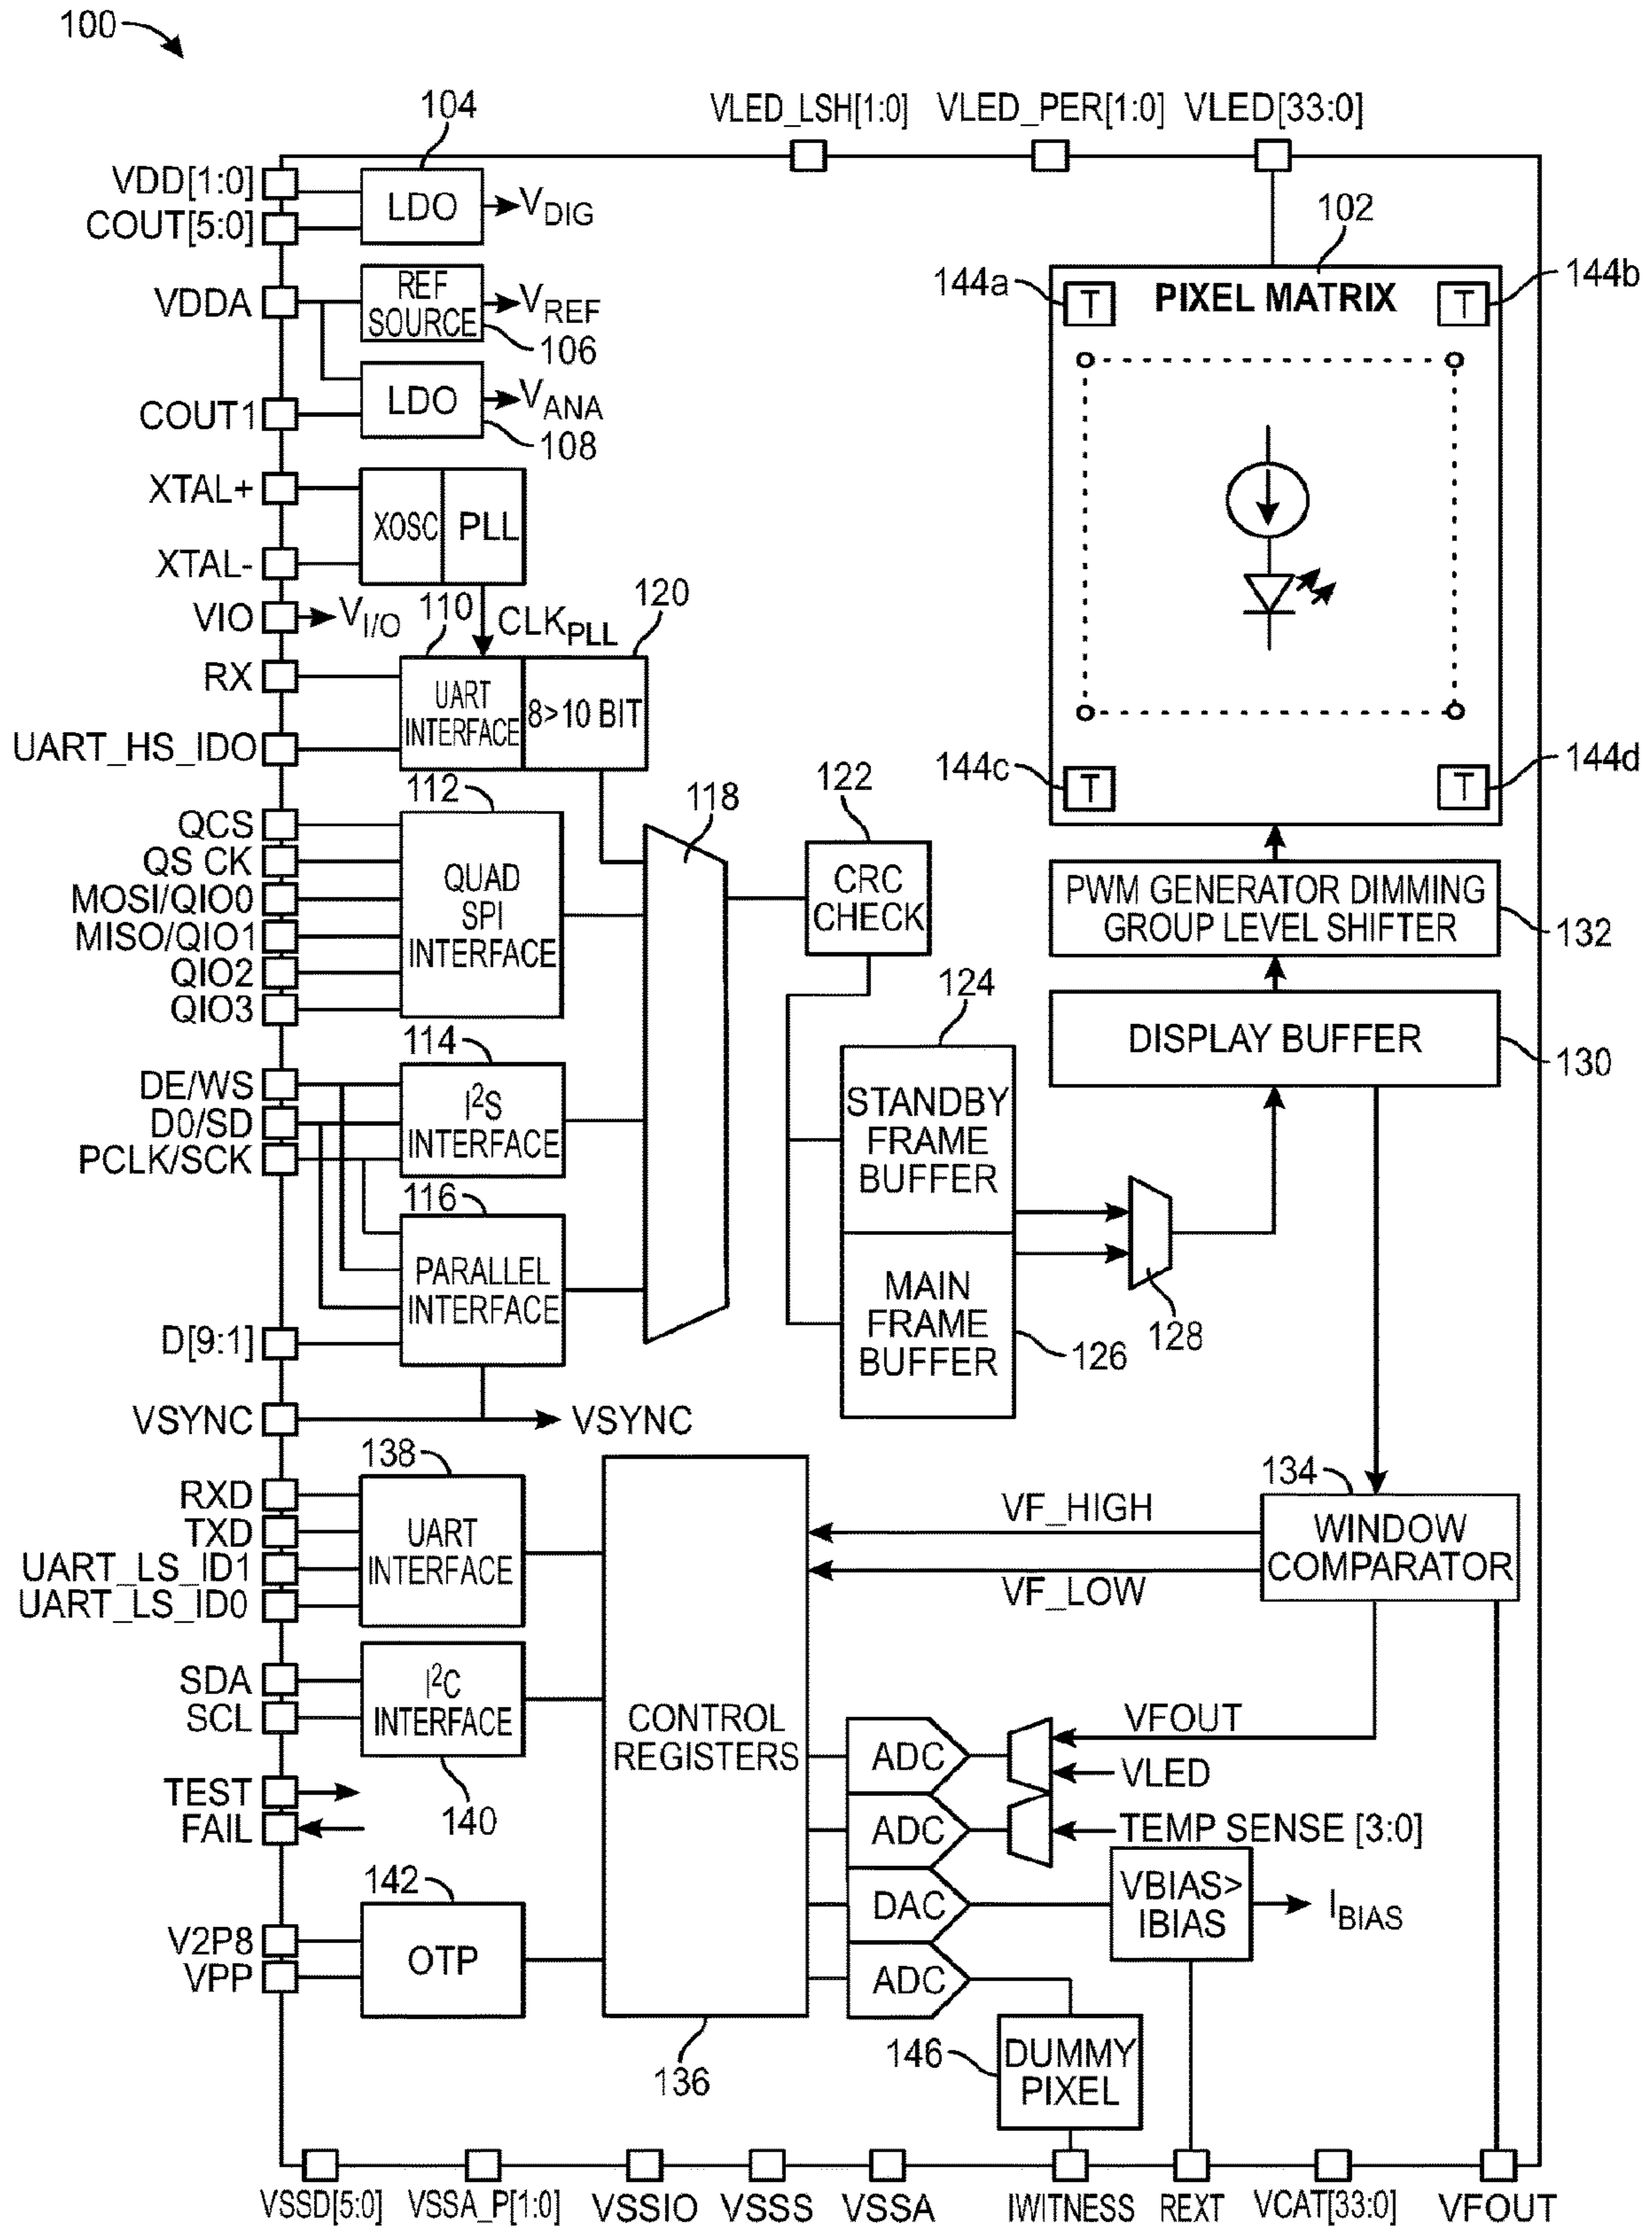 100
104
VLED_LSH[1:0]
VLED_PER[1:0]
VLED[33:0]
VDD[1:0]
COUT[5:0]
LDO
VDIG
VDDA
REF
SOURCE
VREF
106
COUT1
LDO
VANA
108
XTAL+
XTAL-
XOSC
PLL
VIO
VI/O
110
CLKPLL
120
RX
UART_HS_IDO
UART
INTERFACE
8>10 BIT
102
144a
T
PIXEL MATRIX
T
144b
144c
T
T
144d
112
118
122
QCS
QS CK
MOSI/QIO0
MISO/QIO1
QIO2
QIO3
QUAD
SPI
INTERFACE
CRC
CHECK
PWM GENERATOR DIMMING
GROUP LEVEL SHIFTER
132
124
DISPLAY BUFFER
130
114
DE/WS
D0/SD
PCLK/SCK
I2S
INTERFACE
STANDBY
FRAME
BUFFER
116
PARALLEL
INTERFACE
D[9:1]
MAIN
FRAME
BUFFER
126
128
VSYNC
VSYNC
138
RXD
TXD
UART_LS_ID1
UART_LS_ID0
UART
INTERFACE
VF_HIGH
VF_LOW
134
WINDOW
COMPARATOR
SDA
SCL
I2C
INTERFACE
140
TEST
FAIL
CONTROL
REGISTERS
136
ADC
VFOUT
VLED
ADC
TEMP SENSE [3:0]
DAC
VBIAS>
IBIAS
IBIAS
ADC
142
V2P8
VPP
OTP
146
DUMMY
PIXEL
VSSD[5:0]
VSSA_P[1:0]
VSSIO
VSSS
VSSA
IWITNESS
REXT
VCAT[33:0]
VFOUT